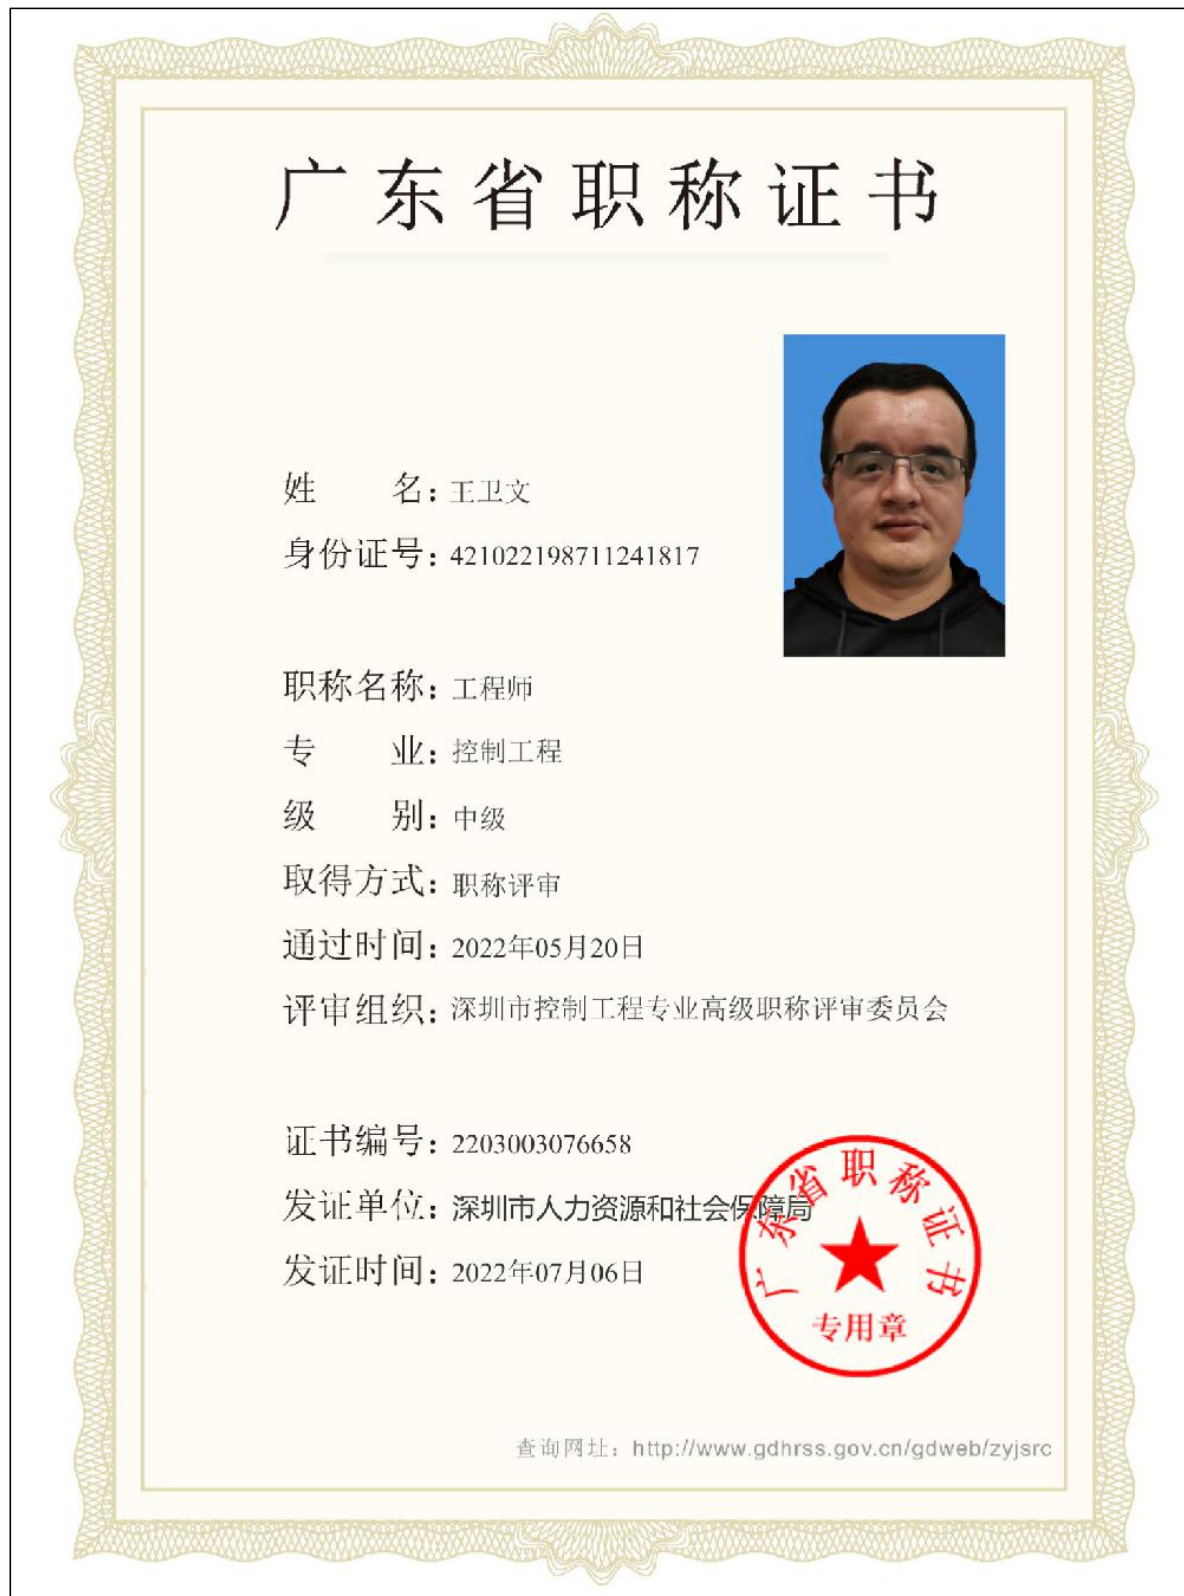 广东省职称证书
姓名：王卫文
身份证号：421022198711241817
职称名称：工程师
专业：控制工程
级别：中级
取得方式：职称评审
通过时间：2022年05月20日
评审组织：深圳市控制工程专业高级职称评审委员会
证书编号：2203003076658
发证单位：深圳市人力资源和社会保障局
发证时间：2022年07月06日
广东省职称证书
专用章
查询网址：http://www.gdhrss.gov.cn/gdweb/zyjsrc